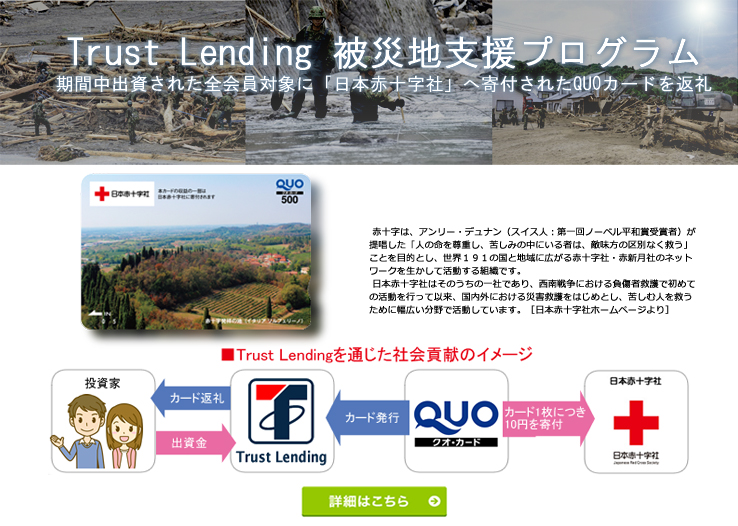 Trust Lending 被災地支援プログラム
期間中出資された全会員対象に「日本赤十字社」へ寄付されたQUOカードを返礼
日本赤十字社
本カードの収益の一部は
日本赤十字社に寄付されます
QUO
クオ・カード
500
赤十字は、アンリー・デュナン（スイス人：第一回ノーベル平和賞受賞者）が
提唱した「人の命を尊重し、苦しみの中にいる者は、敵味方の区別なく救う」
ことを目的とし、世界１９１の国と地域に広がる赤十字社・赤新月社のネット
ワークを生かして活動する組織です。
日本赤十字社はそのうちの一社であり、西南戦争における負傷者救護で初めて
の活動を行って以来、国内外における災害救護をはじめとし、苦しむ人を救う
ために幅広い分野で活動しています。［日本赤十字社ホームページより］
■Trust Lendingを通じた社会貢献のイメージ
投資家
カード返礼
出資金
Trust Lending
カード発行
QUO
クオ・カード
カード1枚につき
10円を寄付
日本赤十字社
日本赤十字社
Japanese Red Cross Society
詳細はこちら